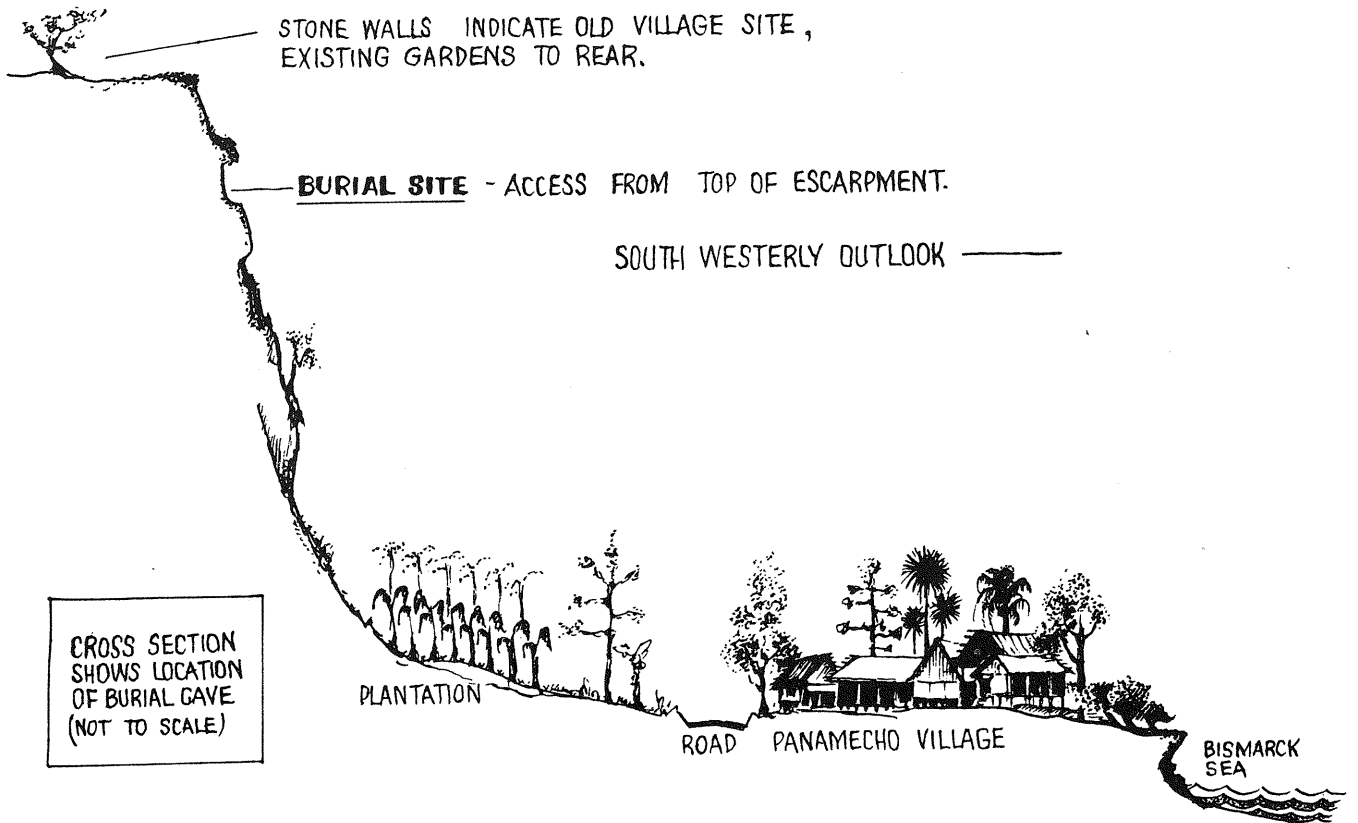 STONE WALLS INDICATE OLD VILLAGE SITE,
EXISTING GARDENS TO REAR.
BURIAL SITE - ACCESS FROM TOP OF ESCARPMENT.
SOUTH WESTERLY OUTLOOK
CROSS SECTION
SHOWS LOCATION
OF BURIAL CAVE
(NOT TO SCALE)
PLANTATION
ROAD
PANAMECHO VILLAGE
BISMARCK
SEA